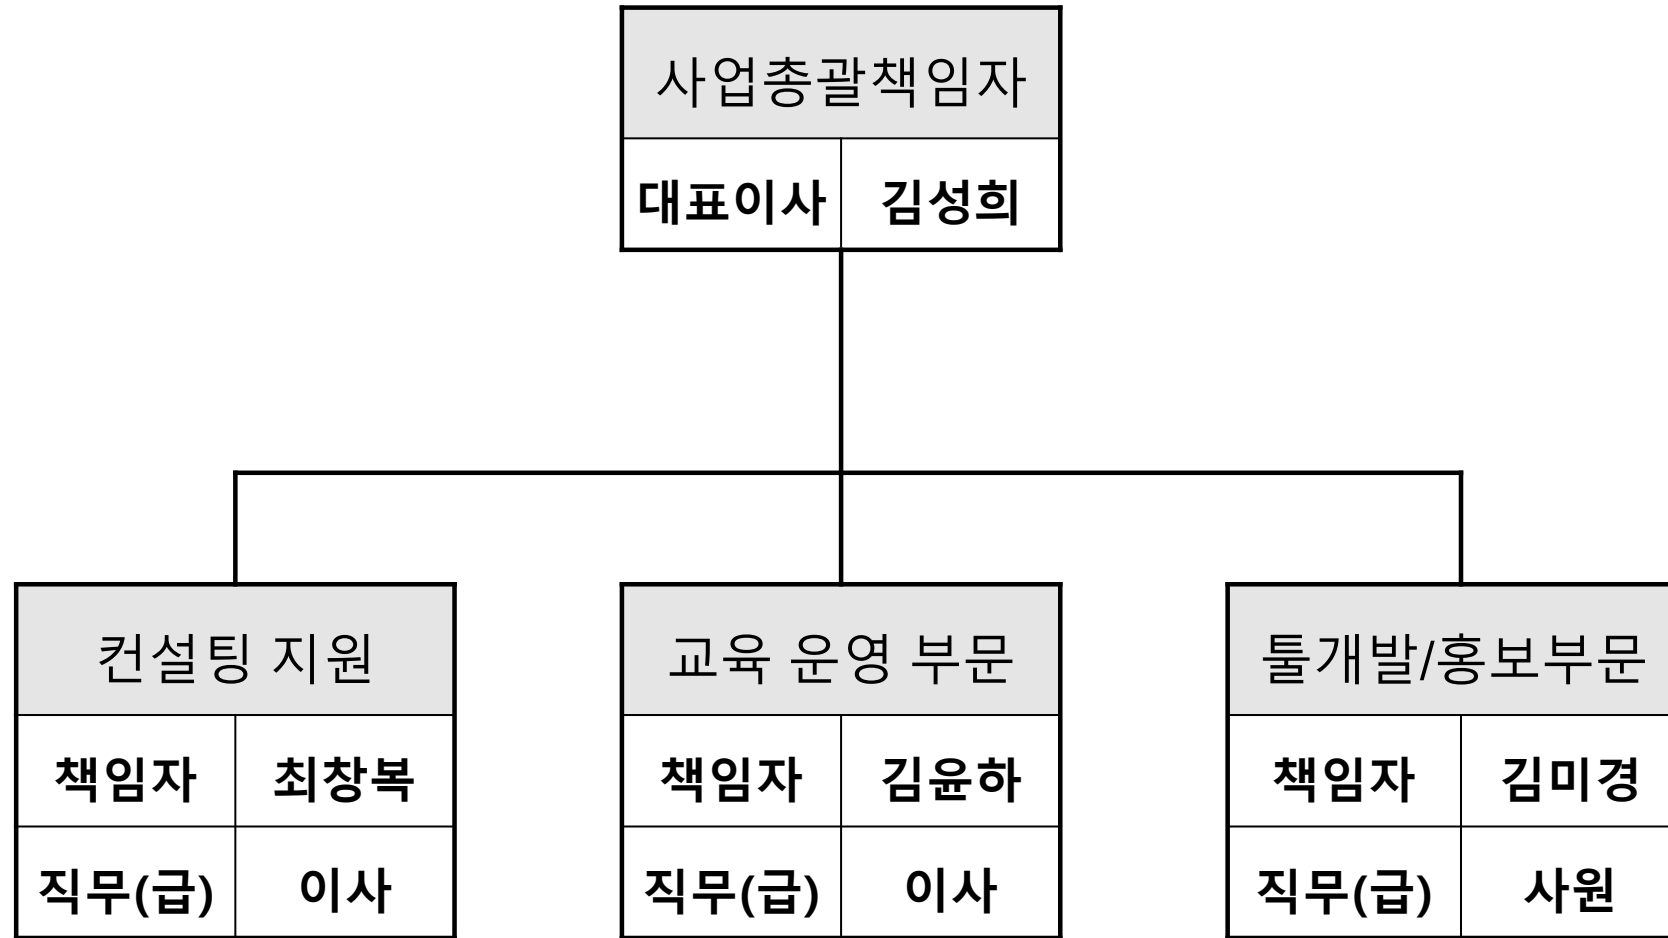 사업총괄책임자
대표이사 김성희
컨설팅 지원
책임자 최창복
직무(급) 이사
교육 운영 부문
책임자 김윤하
직무(급) 이사
툴개발/홍보부문
책임자 김미경
직무(급) 사원